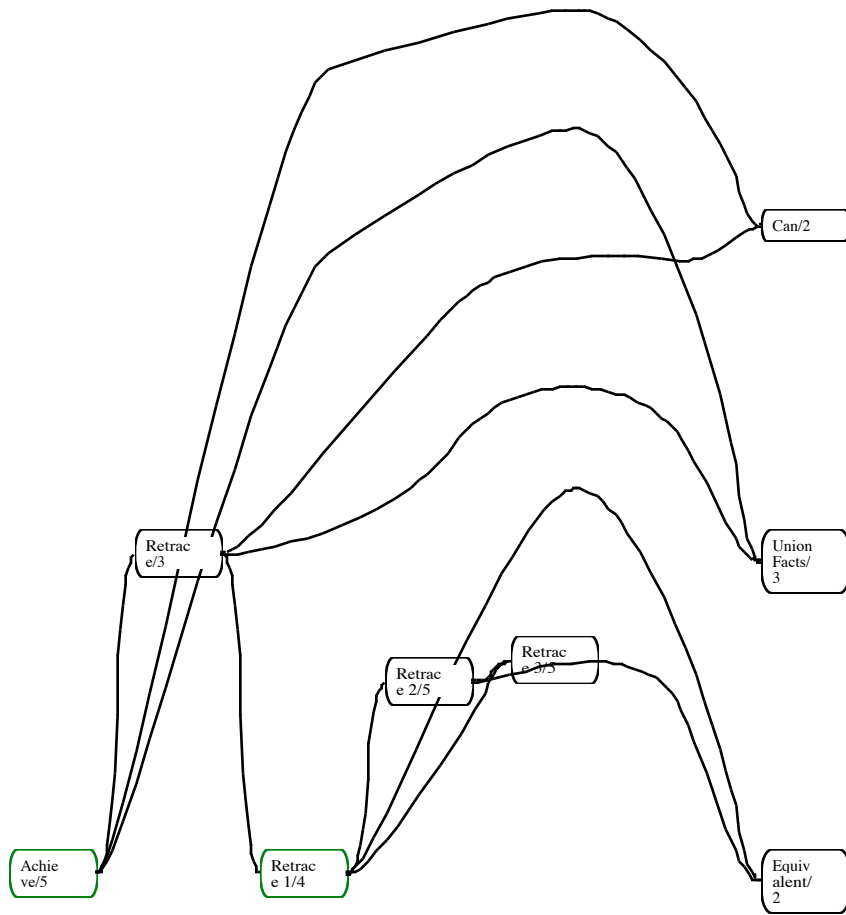 Can/2
Retrac
e/3
Union
Facts/
3
Retrac
e 3/5
Retrac
e 2/5
Achie
ve/5
Retrac
e 1/4
Equiv
alent/
2